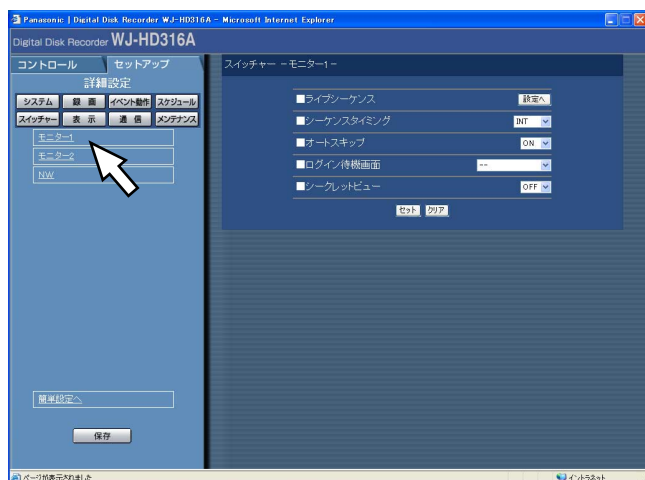 Panasonic | Digital Disk Recorder WJ-HD316A - Microsoft Internet Explorer
Digital Disk Recorder WJ-HD316A
コントロール セットアップ
詳細設定
システム 録画 イベント動作 スケジュール
スイッチャー 表示 通信 メンテナンス
モニター1
モニター2
NW
簡単設定へ
保存
スイッチャー －モニター1－
■ライブシーケンス 設定へ
■シーケンスタイミング INT
■オートスキップ ON
■ログイン待機画面 --
■シークレットビュー OFF
セット クリア
ページが表示されました
イントラネット